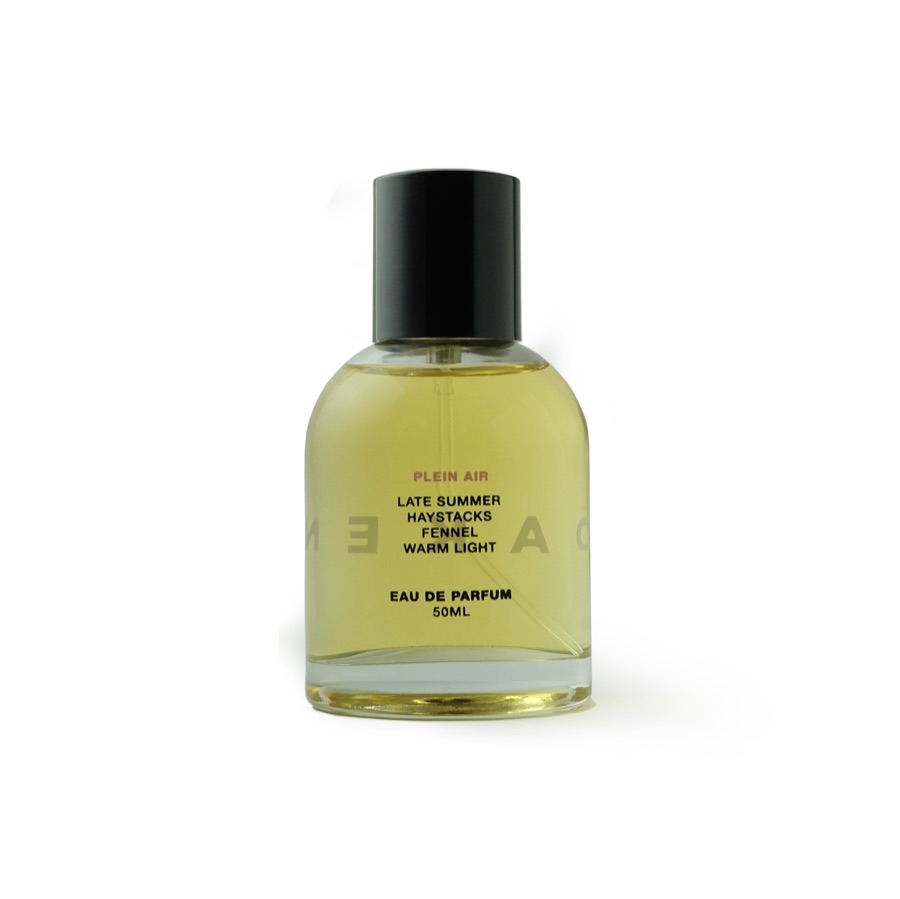 PLEIN AIR
LATE SUMMER
HAYSTACKS
FENNEL
WARM LIGHT
EAU DE PARFUM
50ML